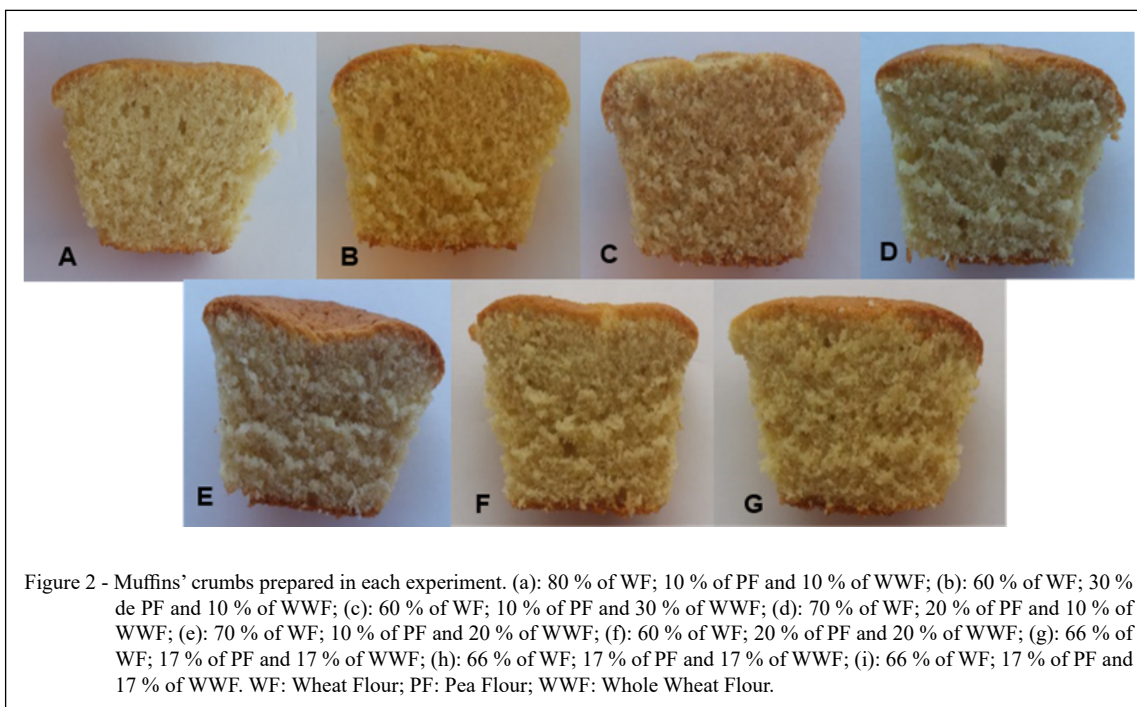 A
B
C
D
E
F
G
Figure 2 - Muffins’ crumbs prepared in each experiment. (a): 80 % of WF; 10 % of PF and 10 % of WWF; (b): 60 % of WF; 30 %
de PF and 10 % of WWF; (c): 60 % of WF; 10 % of PF and 30 % of WWF; (d): 70 % of WF; 20 % of PF and 10 % of
WWF; (e): 70 % of WF; 10 % of PF and 20 % of WWF; (f): 60 % of WF; 20 % of PF and 20 % of WWF; (g): 66 % of
WF; 17 % of PF and 17 % of WWF; (h): 66 % of WF; 17 % of PF and 17 % of WWF; (i): 66 % of WF; 17 % of PF and
17 % of WWF. WF: Wheat Flour; PF: Pea Flour; WWF: Whole Wheat Flour.